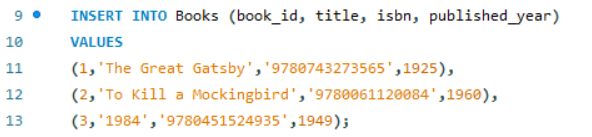 9 INSERT INTO Books (book_id, title, isbn, published_year)
10 VALUES
11 (1,'The Great Gatsby','9780743273565',1925),
12 (2,'To Kill a Mockingbird','9780061120084',1960),
13 (3,'1984','9780451524935',1949);